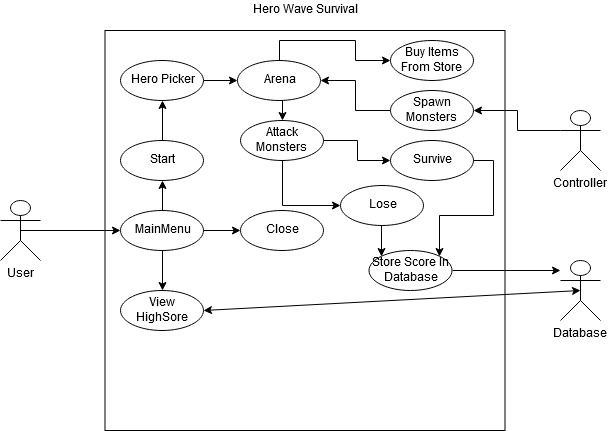 Hero Wave Survival
Buy Items
From Store
Hero Picker
Arena
Spawn
Monsters
Attack
Monsters
Start
Survive
Controller
Lose
MainMenu
Close
User
Store Score In
Database
View
HighSore
Database